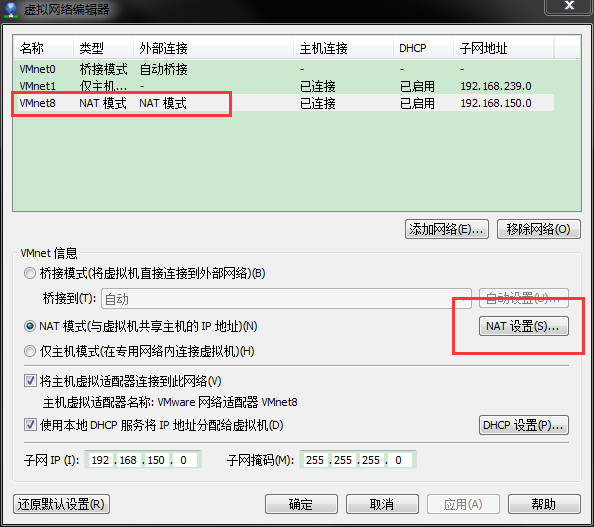 虚拟网络编辑器
名称 类型 外部连接 主机连接 DHCP 子网地址
VMnet0 桥接模式 自动桥接 - - -
VMnet1 仅主机... - 已连接 已启用 192.168.239.0
VMnet8 NAT 模式 NAT 模式 已连接 已启用 192.168.150.0
添加网络(E)... 移除网络(O)
VMnet 信息
桥接模式(将虚拟机直接连接到外部网络)(B)
桥接到(T): 自动 自动设置(U)...
NAT 模式(与虚拟机共享主机的 IP 地址)(N) NAT 设置(S)...
仅主机模式(在专用网络内连接虚拟机)(H)
将主机虚拟适配器连接到此网络(V)
主机虚拟适配器名称: VMware 网络适配器 VMnet8
使用本地 DHCP 服务将 IP 地址分配给虚拟机(D) DHCP 设置(P)...
子网 IP (I): 192 .168 .150 . 0 子网掩码(M): 255 .255 .255 . 0
还原默认设置(R) 确定 取消 应用(A) 帮助